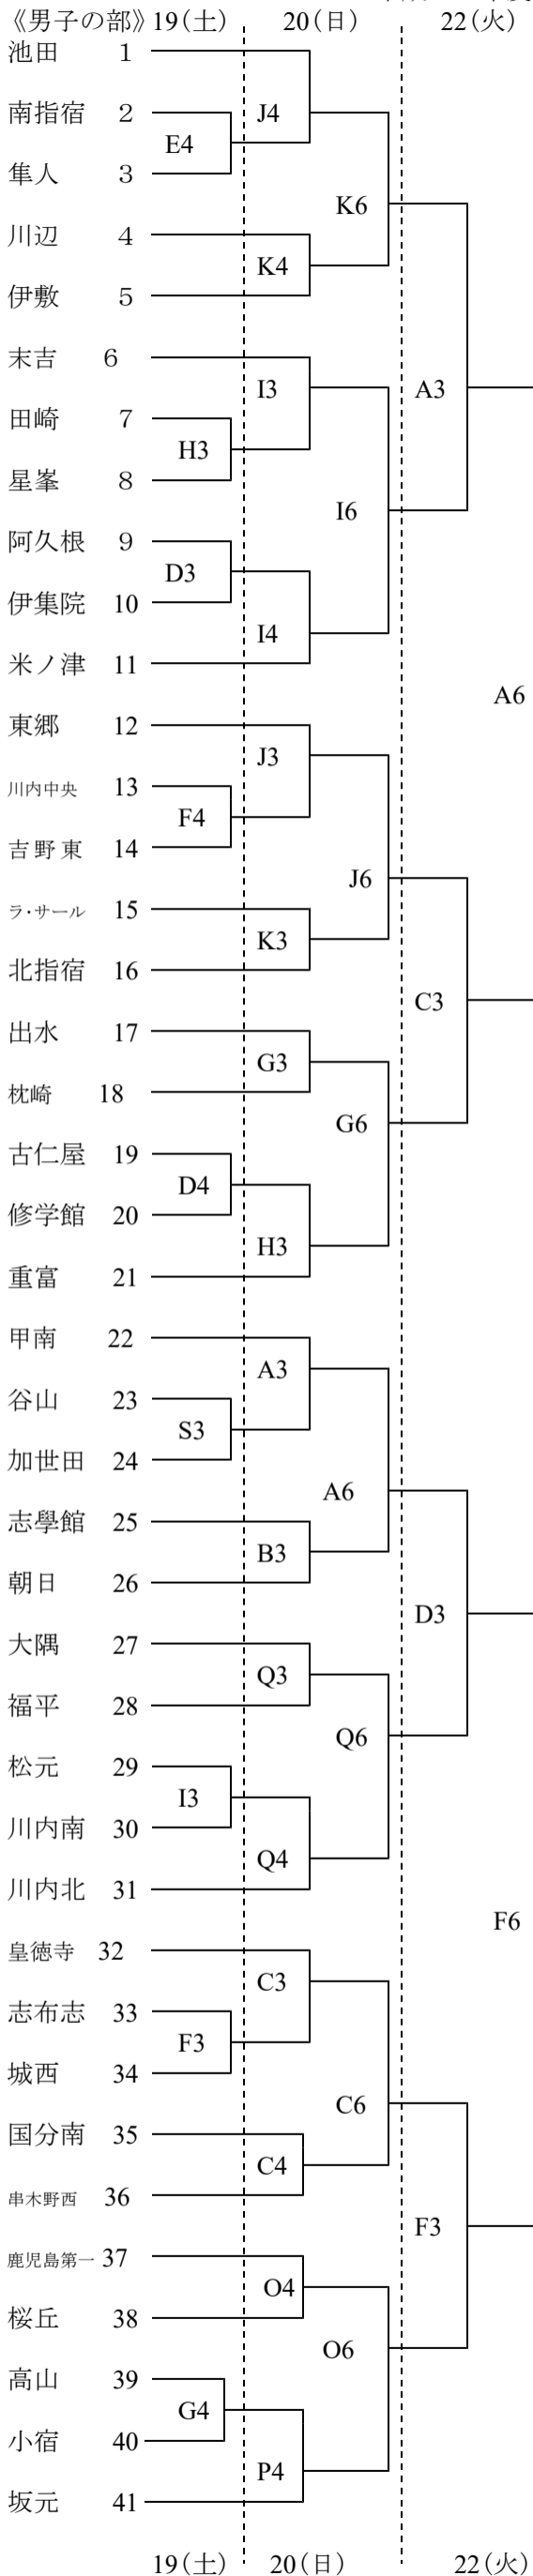 《男子の部》 19(土) 20(日) 22(火)
池田 1
南指宿 2
J4
E4
隼人 3
K6
川辺 4
K4
伊敷 5
末吉 6
I3 A3
田崎 7
H3
星峯 8
I6
阿久根 9
D3
伊集院 10
I4
米ノ津 11
A6
東郷 12
J3
川内中央 13
F4
吉野東 14
J6
ラ・サール 15
K3
北指宿 16
C3
出水 17
G3
枕崎 18
G6
古仁屋 19
D4
修学館 20
H3
重富 21
甲南 22
A3
谷山 23
S3
加世田 24
A6
志學館 25
B3
朝日 26
D3
大隅 27
Q3
福平 28
Q6
松元 29
I3
川内南 30
Q4
川内北 31
F6
皇徳寺 32
C3
志布志 33
F3
城西 34
C6
国分南 35
C4
串木野西 36
F3
鹿児島第一 37
O4
桜丘 38
O6
高山 39
G4
小宿 40
P4
坂元 41
19(土) 20(日) 22(火)